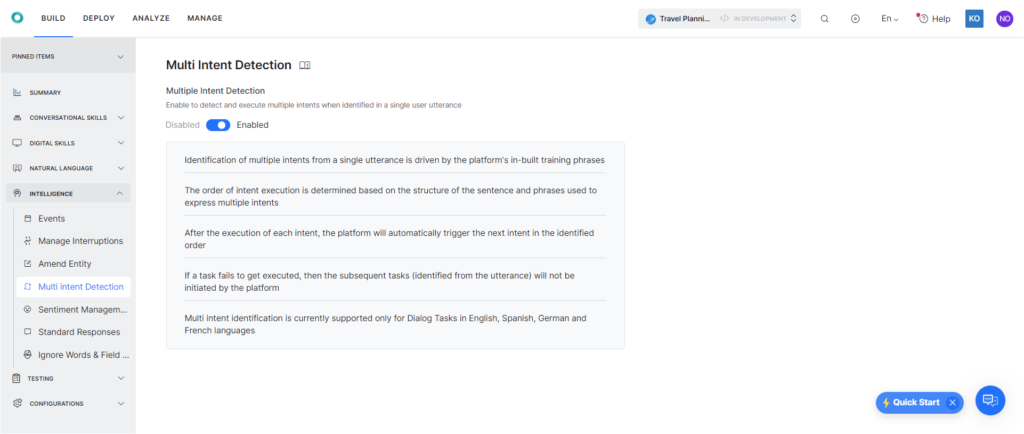 BUILD DEPLOY ANALYZE MANAGE Travel Planni... </> IN DEVELOPMENT En Help KO NO
PINNED ITEMS
SUMMARY
CONVERSATIONAL SKILLS
DIGITAL SKILLS
NATURAL LANGUAGE
INTELLIGENCE
Events
Manage Interruptions
Amend Entity
Multi intent Detection
Sentiment Managem...
Standard Responses
Ignore Words & Field ...
TESTING
CONFIGURATIONS
Multi Intent Detection
Multiple Intent Detection
Enable to detect and execute multiple intents when identified in a single user utterance
Disabled Enabled
Identification of multiple intents from a single utterance is driven by the platform's in-built training phrases
The order of intent execution is determined based on the structure of the sentence and phrases used to
express multiple intents
After the execution of each intent, the platform will automatically trigger the next intent in the identified
order
If a task fails to get executed, then the subsequent tasks (identified from the utterance) will not be
initiated by the platform
Multi intent identification is currently supported only for Dialog Tasks in English, Spanish, German and
French languages
Quick Start